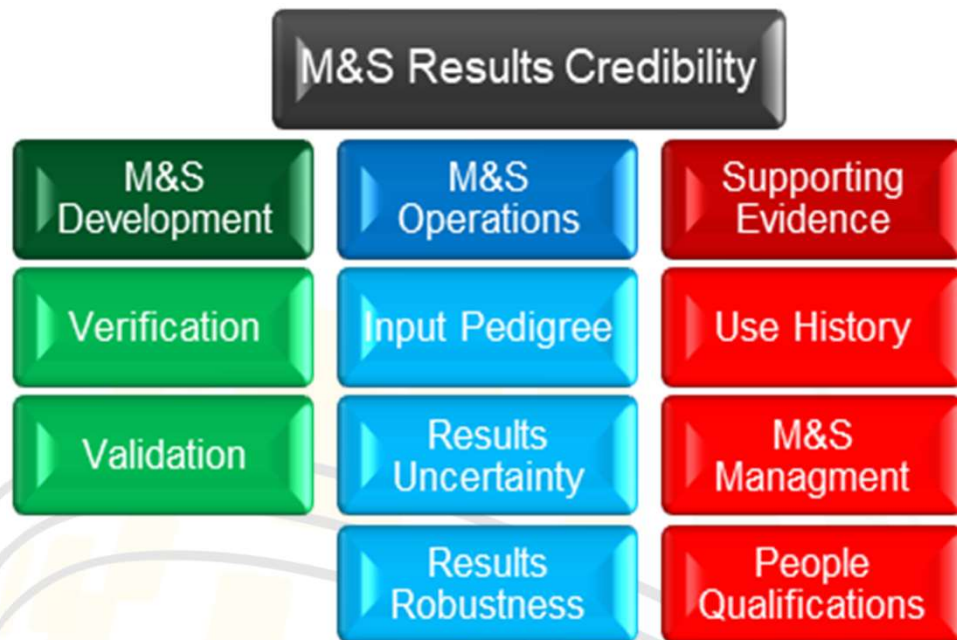 M&S Results Credibility
M&S
Development
M&S
Operations
Supporting
Evidence
Verification
Input Pedigree
Use History
Validation
Results
Uncertainty
M&S
Managment
Results
Robustness
People
Qualifications